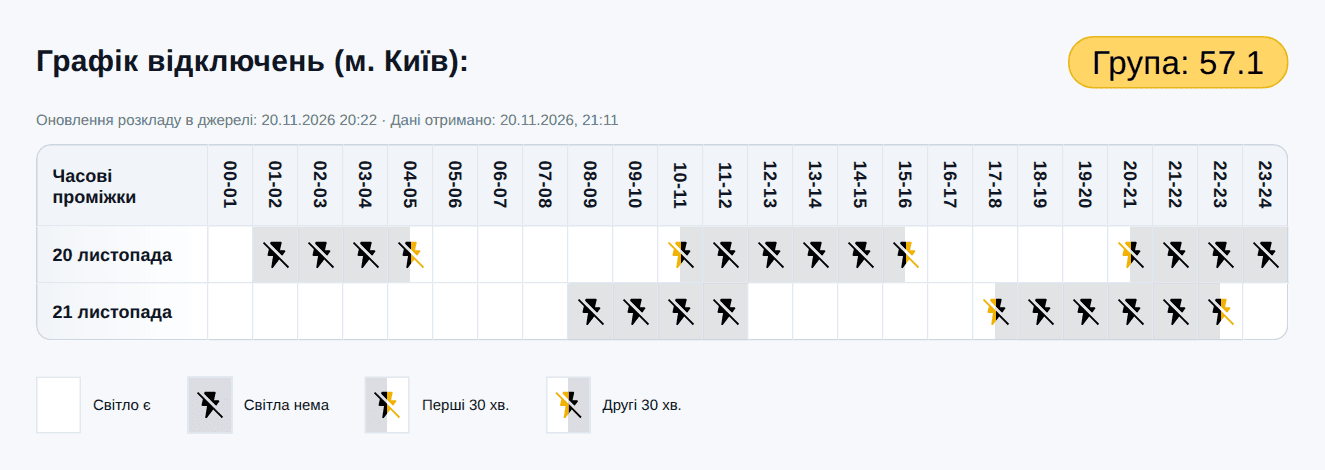 Графік відключень (м. Київ):
Група: 57.1
Оновлення розкладу в джерелі: 20.11.2026 20:22 · Дані отримано: 20.11.2026, 21:11
Часові
проміжки
00-01
01-02
02-03
03-04
04-05
05-06
06-07
07-08
08-09
09-10
10-11
11-12
12-13
13-14
14-15
15-16
16-17
17-18
18-19
19-20
20-21
21-22
22-23
23-24
20 листопада
21 листопада
Світло є
Світла нема
Перші 30 хв.
Другі 30 хв.